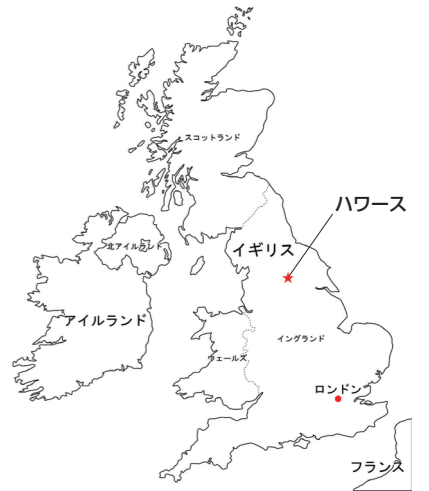 スコットランド
ハワース
北アイルランド
イギリス
アイルランド
イングランド
ウェールズ
ロンドン
フランス